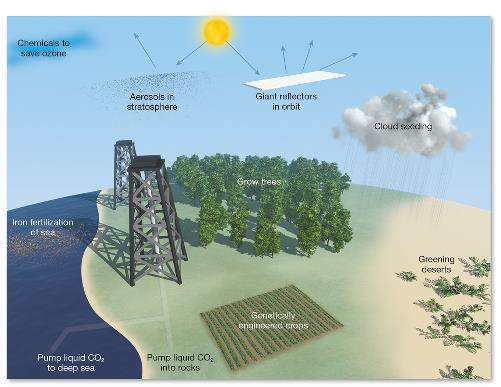 Chemicals to
save ozone
Aerosols in
stratosphere
Giant reflectors
in orbit
Cloud seeding
Grow trees
Iron fertilization
of sea
Greening
deserts
Genetically
engineered crops
Pump liquid CO₂
to deep sea
Pump liquid CO₂
into rocks